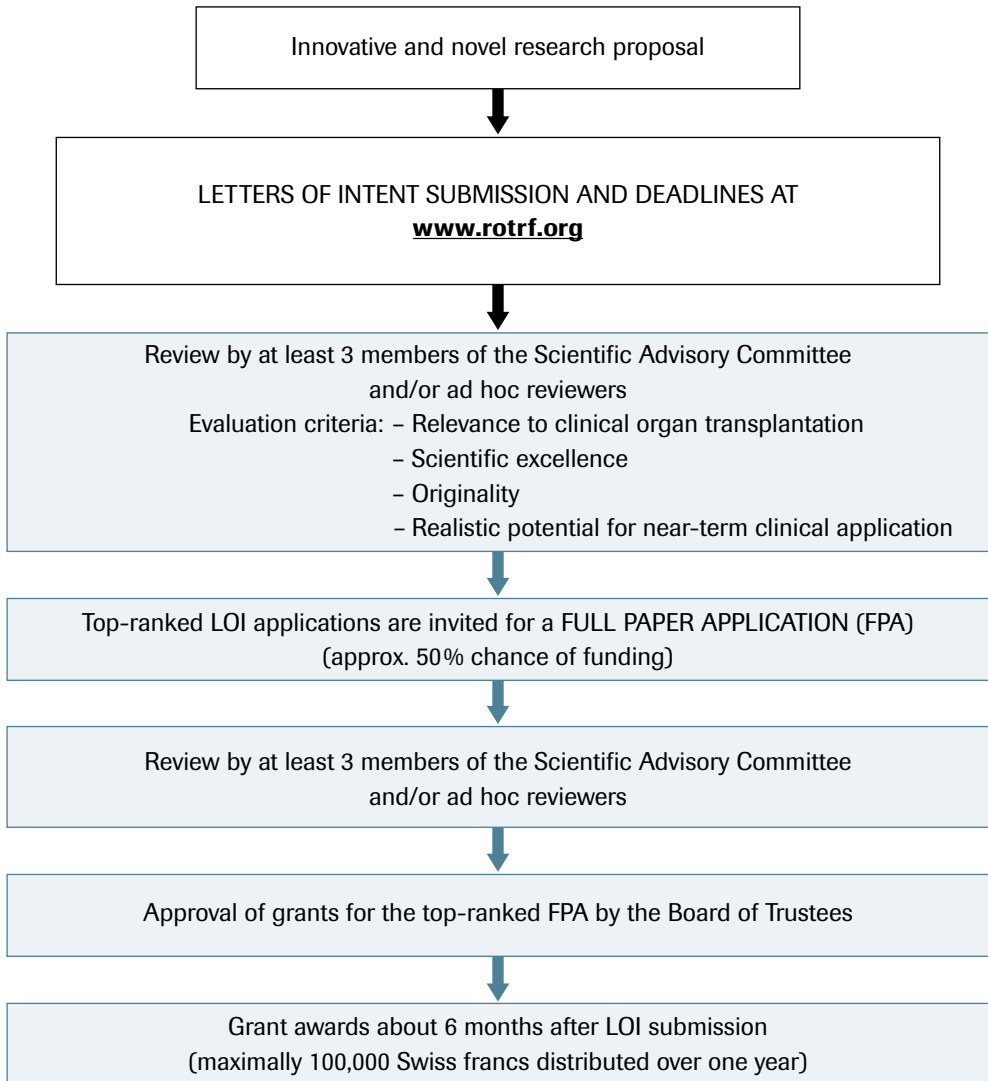 Innovative and novel research proposal
LETTERS OF INTENT SUBMISSION AND DEADLINES AT
www.rotrf.org
Review by at least 3 members of the Scientific Advisory Committee
and/or ad hoc reviewers
Evaluation criteria: – Relevance to clinical organ transplantation
– Scientific excellence
– Originality
– Realistic potential for near-term clinical application
Top-ranked LOI applications are invited for a FULL PAPER APPLICATION (FPA)
(approx. 50% chance of funding)
Review by at least 3 members of the Scientific Advisory Committee
and/or ad hoc reviewers
Approval of grants for the top-ranked FPA by the Board of Trustees
Grant awards about 6 months after LOI submission
(maximally 100,000 Swiss francs distributed over one year)